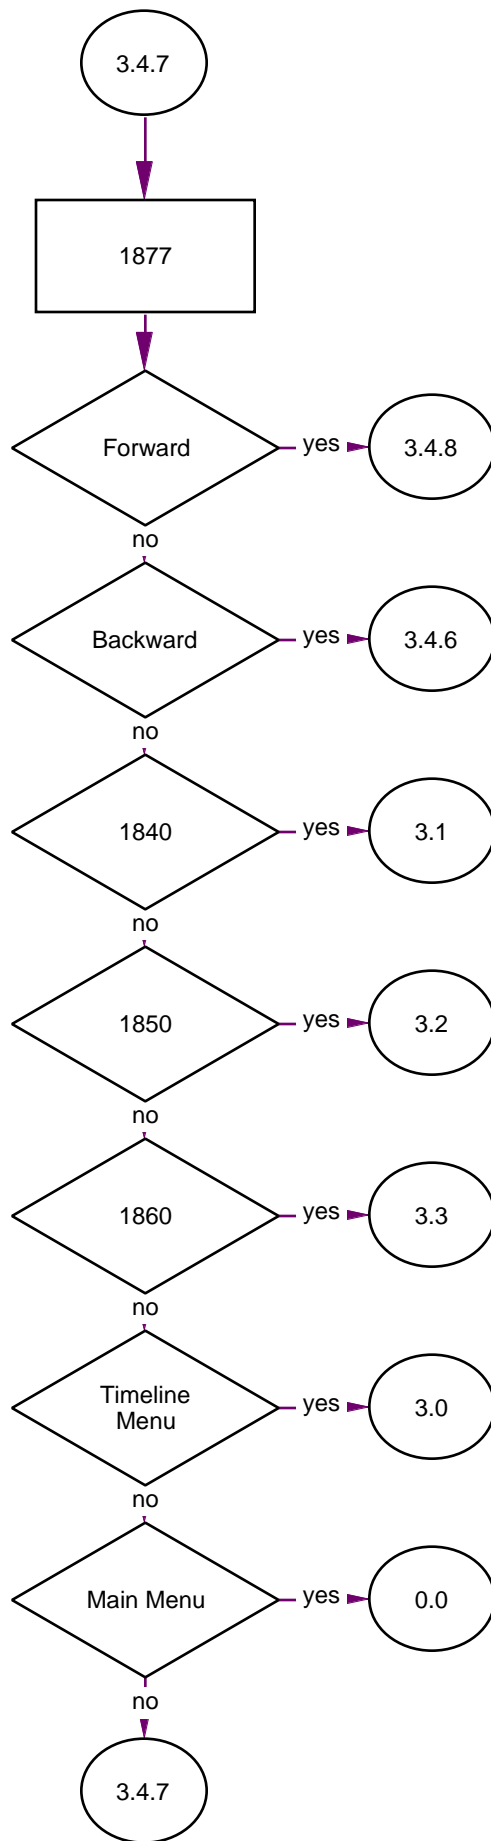 3.4.7
1877
Forward
yes
3.4.8
no
Backward
yes
3.4.6
no
1840
yes
3.1
no
1850
yes
3.2
no
1860
yes
3.3
no
Timeline
Menu
yes
3.0
no
Main Menu
yes
0.0
no
3.4.7